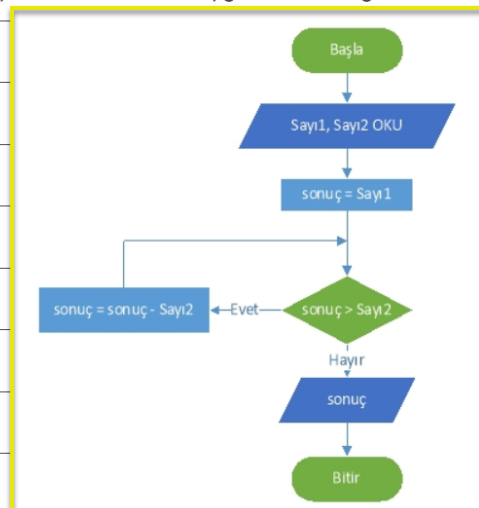 Başla
Sayı1, Sayı2 OKU
sonuç = Sayı1
sonuç = sonuç - Sayı2
Evet
sonuç > Sayı2
Hayır
sonuç
Bitir